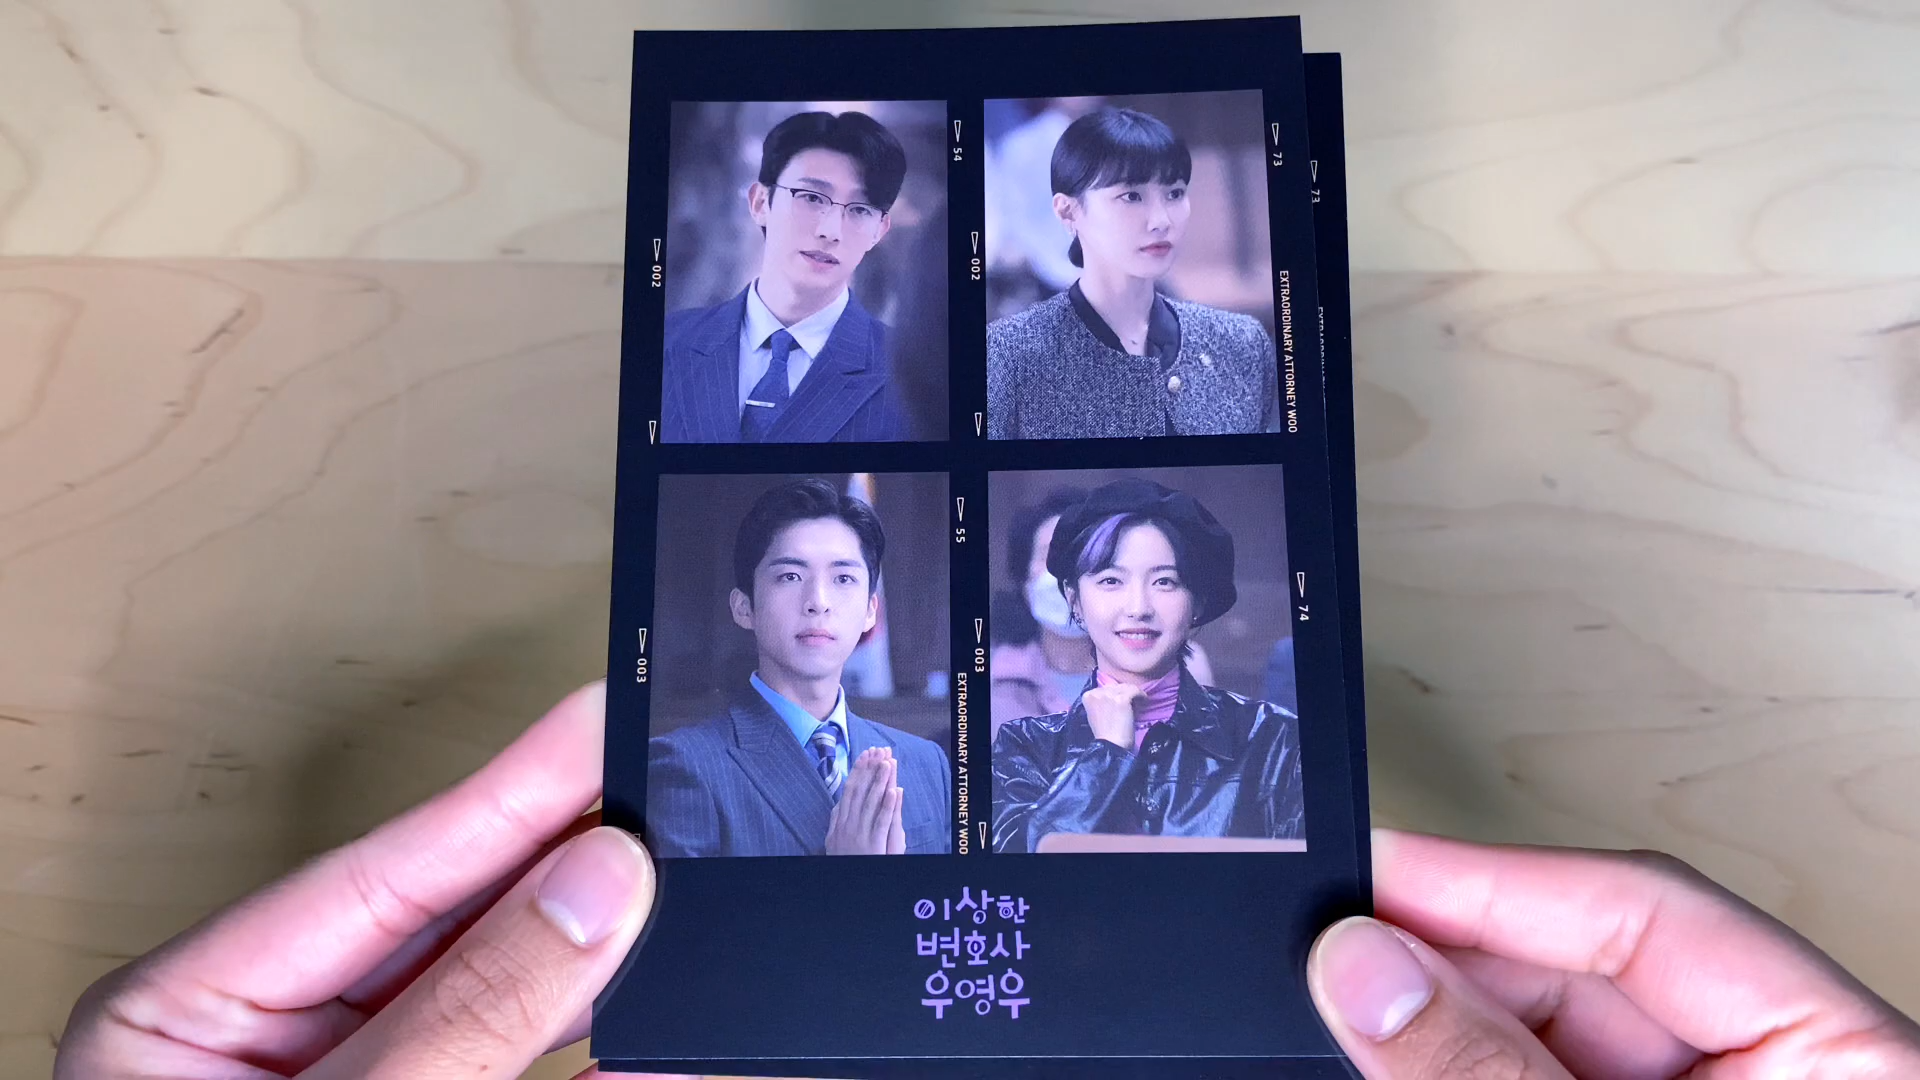 54
002
73
002
EXTRAORDINARY ATTORNEY WOO
73
55
003
EXTRAORDINARY ATTORNEY WOO
003
74
이상한
변호사
우영우